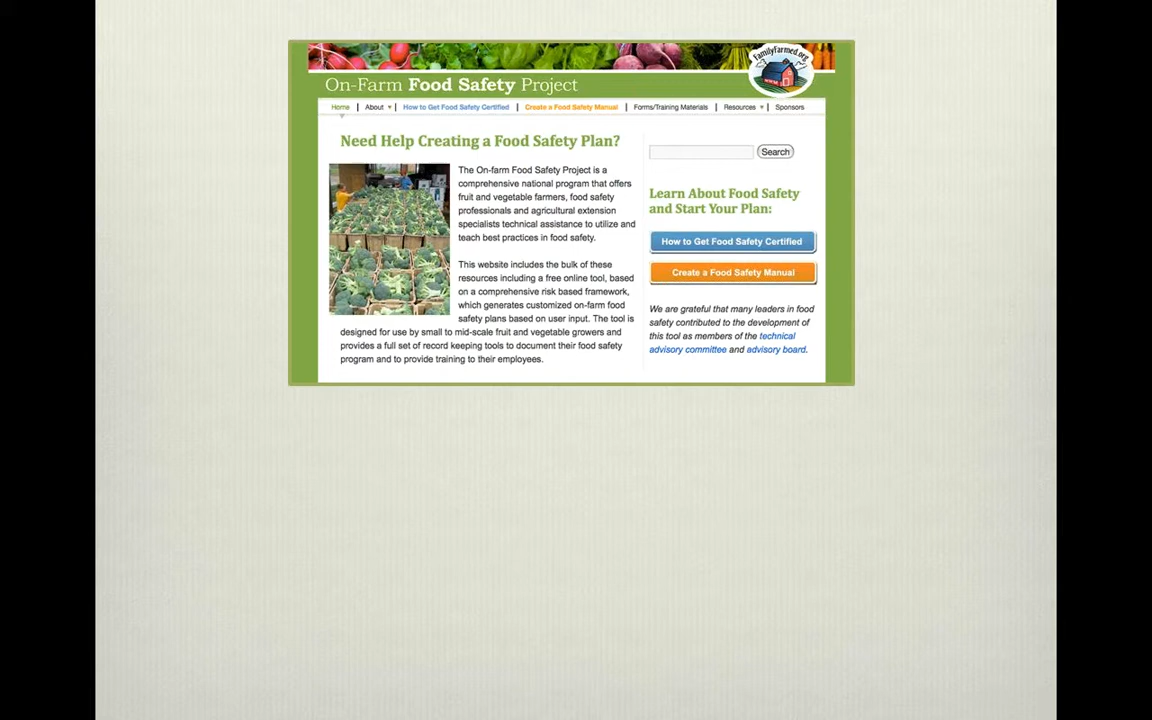 FamilyFarmed.org
On-Farm Food Safety Project
Home | About | How to Get Food Safety Certified | Create a Food Safety Manual | Forms/Training Materials | Resources | Sponsors
Need Help Creating a Food Safety Plan?
The On-farm Food Safety Project is a
comprehensive national program that offers
fruit and vegetable farmers, food safety
professionals and agricultural extension
specialists technical assistance to utilize and
teach best practices in food safety.
This website includes the bulk of these
resources including a free online tool, based
on a comprehensive risk based framework,
which generates customized on-farm food
safety plans based on user input. The tool is
designed for use by small to mid-scale fruit and vegetable growers and
provides a full set of record keeping tools to document their food safety
program and to provide training to their employees.
Search
Learn About Food Safety
and Start Your Plan:
How to Get Food Safety Certified
Create a Food Safety Manual
We are grateful that many leaders in food
safety contributed to the development of
this tool as members of the technical
advisory committee and advisory board.